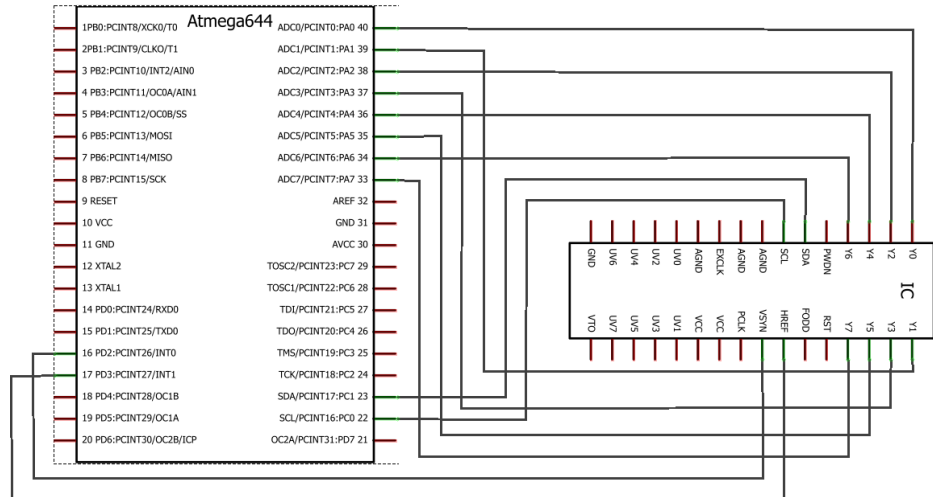 Atmega644
1PB0:PCINT8/XCK0/T0
2PB1:PCINT9/CLKO/T1
3 PB2:PCINT10/INT2/AIN0
4 PB3:PCINT11/OC0A/AIN1
5 PB4:PCINT12/OC0B/SS
6 PB5:PCINT13/MOSI
7 PB6:PCINT14/MISO
8 PB7:PCINT15/SCK
9 RESET
10 VCC
11 GND
12 XTAL2
13 XTAL1
14 PD0:PCINT24/RXD0
15 PD1:PCINT25/TXD0
16 PD2:PCINT26/INT0
17 PD3:PCINT27/INT1
18 PD4:PCINT28/OC1B
19 PD5:PCINT29/OC1A
20 PD6:PCINT30/OC2B/ICP
ADC0/PCINT0:PA0 40
ADC1/PCINT1:PA1 39
ADC2/PCINT2:PA2 38
ADC3/PCINT3:PA3 37
ADC4/PCINT4:PA4 36
ADC5/PCINT5:PA5 35
ADC6/PCINT6:PA6 34
ADC7/PCINT7:PA7 33
AREF 32
GND 31
AVCC 30
TOSC2/PCINT23:PC7 29
TOSC1/PCINT22:PC6 28
TDI/PCINT21:PC5 27
TDO/PCINT20:PC4 26
TMS/PCINT19:PC3 25
TCK/PCINT18:PC2 24
SDA/PCINT17:PC1 23
SCL/PCINT16:PC0 22
OC2A/PCINT31:PD7 21
GND
UV6
UV4
UV2
UV0
AGND
EXCLK
AGND
AGND
SCL
SDA
PWDN
Y6
Y4
Y2
Y0
IC
VTO
UV7
UV5
UV3
UV1
VCC
VCC
PCLK
VSYN
HREF
FODD
RST
Y7
Y5
Y3
Y1